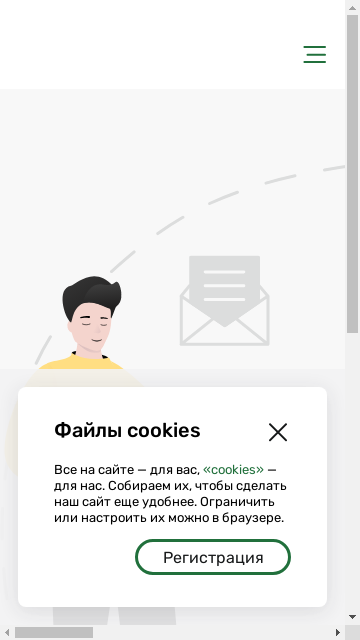 Файлы cookies
Все на сайте — для вас, «cookies» —
для нас. Собираем их, чтобы сделать
наш сайт еще удобнее. Ограничить
или настроить их можно в браузере.
Регистрация